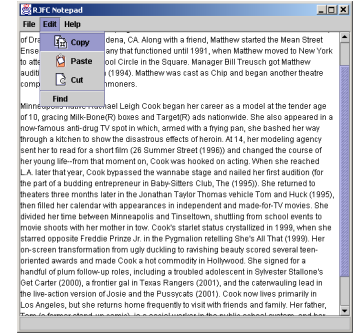 RJFC Notepad
File Edit Help
Copy
Paste
Cut
Find
of Dra dena, CA. Along with a friend, Matthew started the Mean Street
Ense any that functioned until 1991, when Matthew moved to New York
to atte ool Circle in the Square. Manager Bill Treusch got Matthew
auditi (1994). Matthew was cast as Chip and began another theatre
comp mmoners.
Minneapolis native Rachael Leigh Cook began her career as a model at the tender age
of 10, gracing Milk-Bone(R) boxes and Target(R) ads nationwide. She also appeared in a
now-famous anti-drug TV spot in which, armed with a frying pan, she bashed her way
through a kitchen to show the disastrous effects of heroin. At 14, her modeling agency
sent her to read for a short film (26 Summer Street (1996)) and changed the course of
her young life--from that moment on, Cook was hooked on acting. When she reached
L.A. later that year, Cook bypassed the wannabe stage and nailed her first audition (for
the part of a budding entrepreneur in Baby-Sitters Club, The (1995)). She returned to
theaters three months later in the Jonathan Taylor Thomas vehicle Tom and Huck (1995),
then filled her calendar with appearances in independent and made-for-TV movies. She
divided her time between Minneapolis and Tinseltown, shuttling from school events to
movie shoots with her mother in tow. Cook's starlet status crystallized in 1999, when she
starred opposite Freddie Prinze Jr. in the Pygmalion retelling She's All That (1999). Her
on-screen transformation from ugly duckling to ravishing beauty scored several teen-
oriented awards and made Cook a hot commodity in Hollywood. She signed for a
handful of plum follow-up roles, including a troubled adolescent in Sylvester Stallone's
Get Carter (2000), a frontier gal in Texas Rangers (2001), and the caterwauling lead in
the live-action version of Josie and the Pussycats (2001). Cook now lives primarily in
Los Angeles, but she returns home frequently to visit with friends and family. Her father,
Tom (a former stand-up comic), is a social worker in the public school system, and her